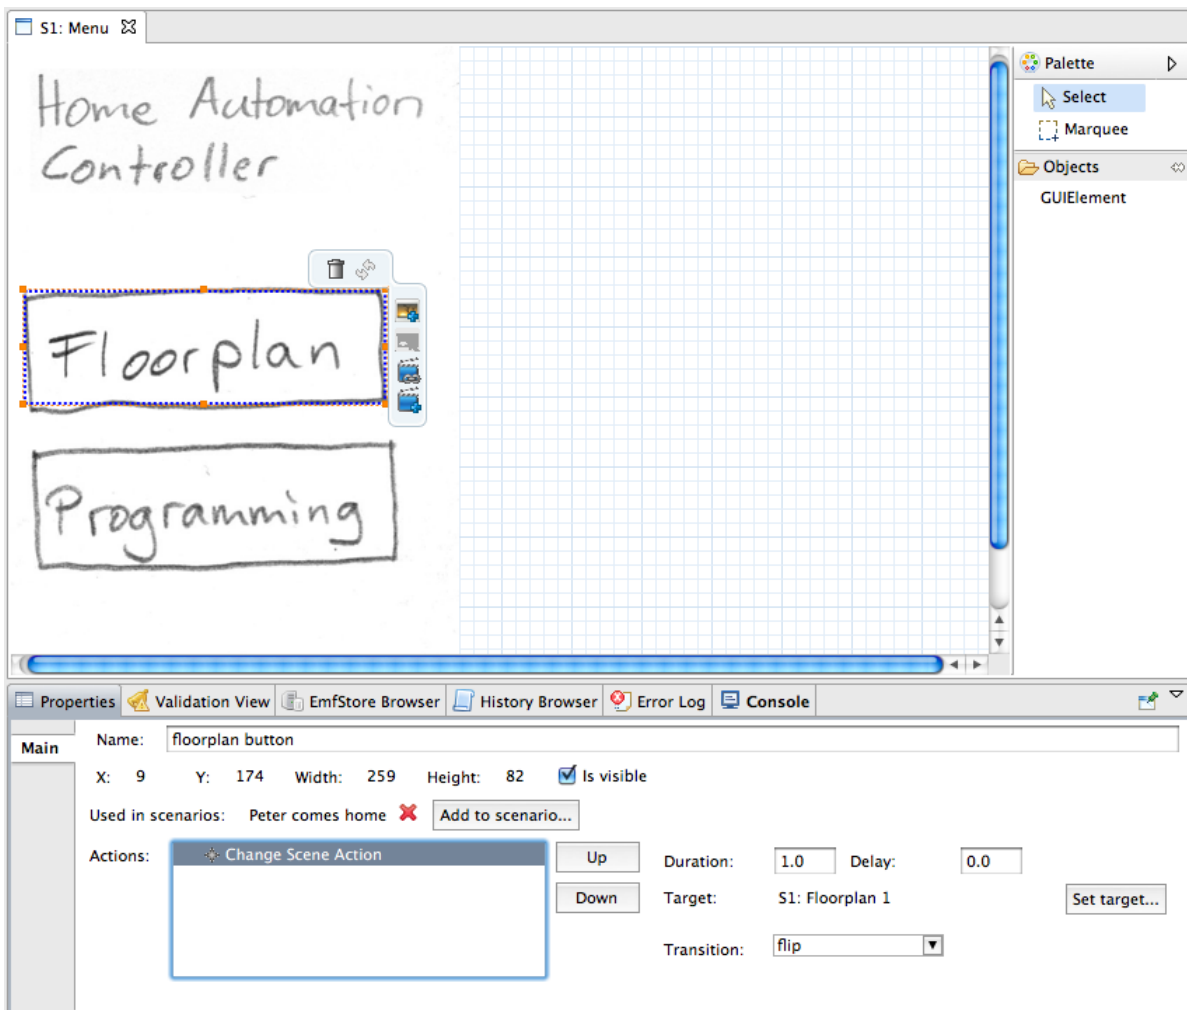 S1: Menu
Home Automation
Controller
Floorplan
Programming
Palette
Select
Marquee
Objects
GUIElement
Properties Validation View EmfStore Browser History Browser Error Log Console
Main
Name: floorplan button
X: 9 Y: 174 Width: 259 Height: 82 Is visible
Used in scenarios: Peter comes home Add to scenario...
Actions: Change Scene Action Up Duration: 1.0 Delay: 0.0
Down Target: S1: Floorplan 1 Set target...
Transition: flip